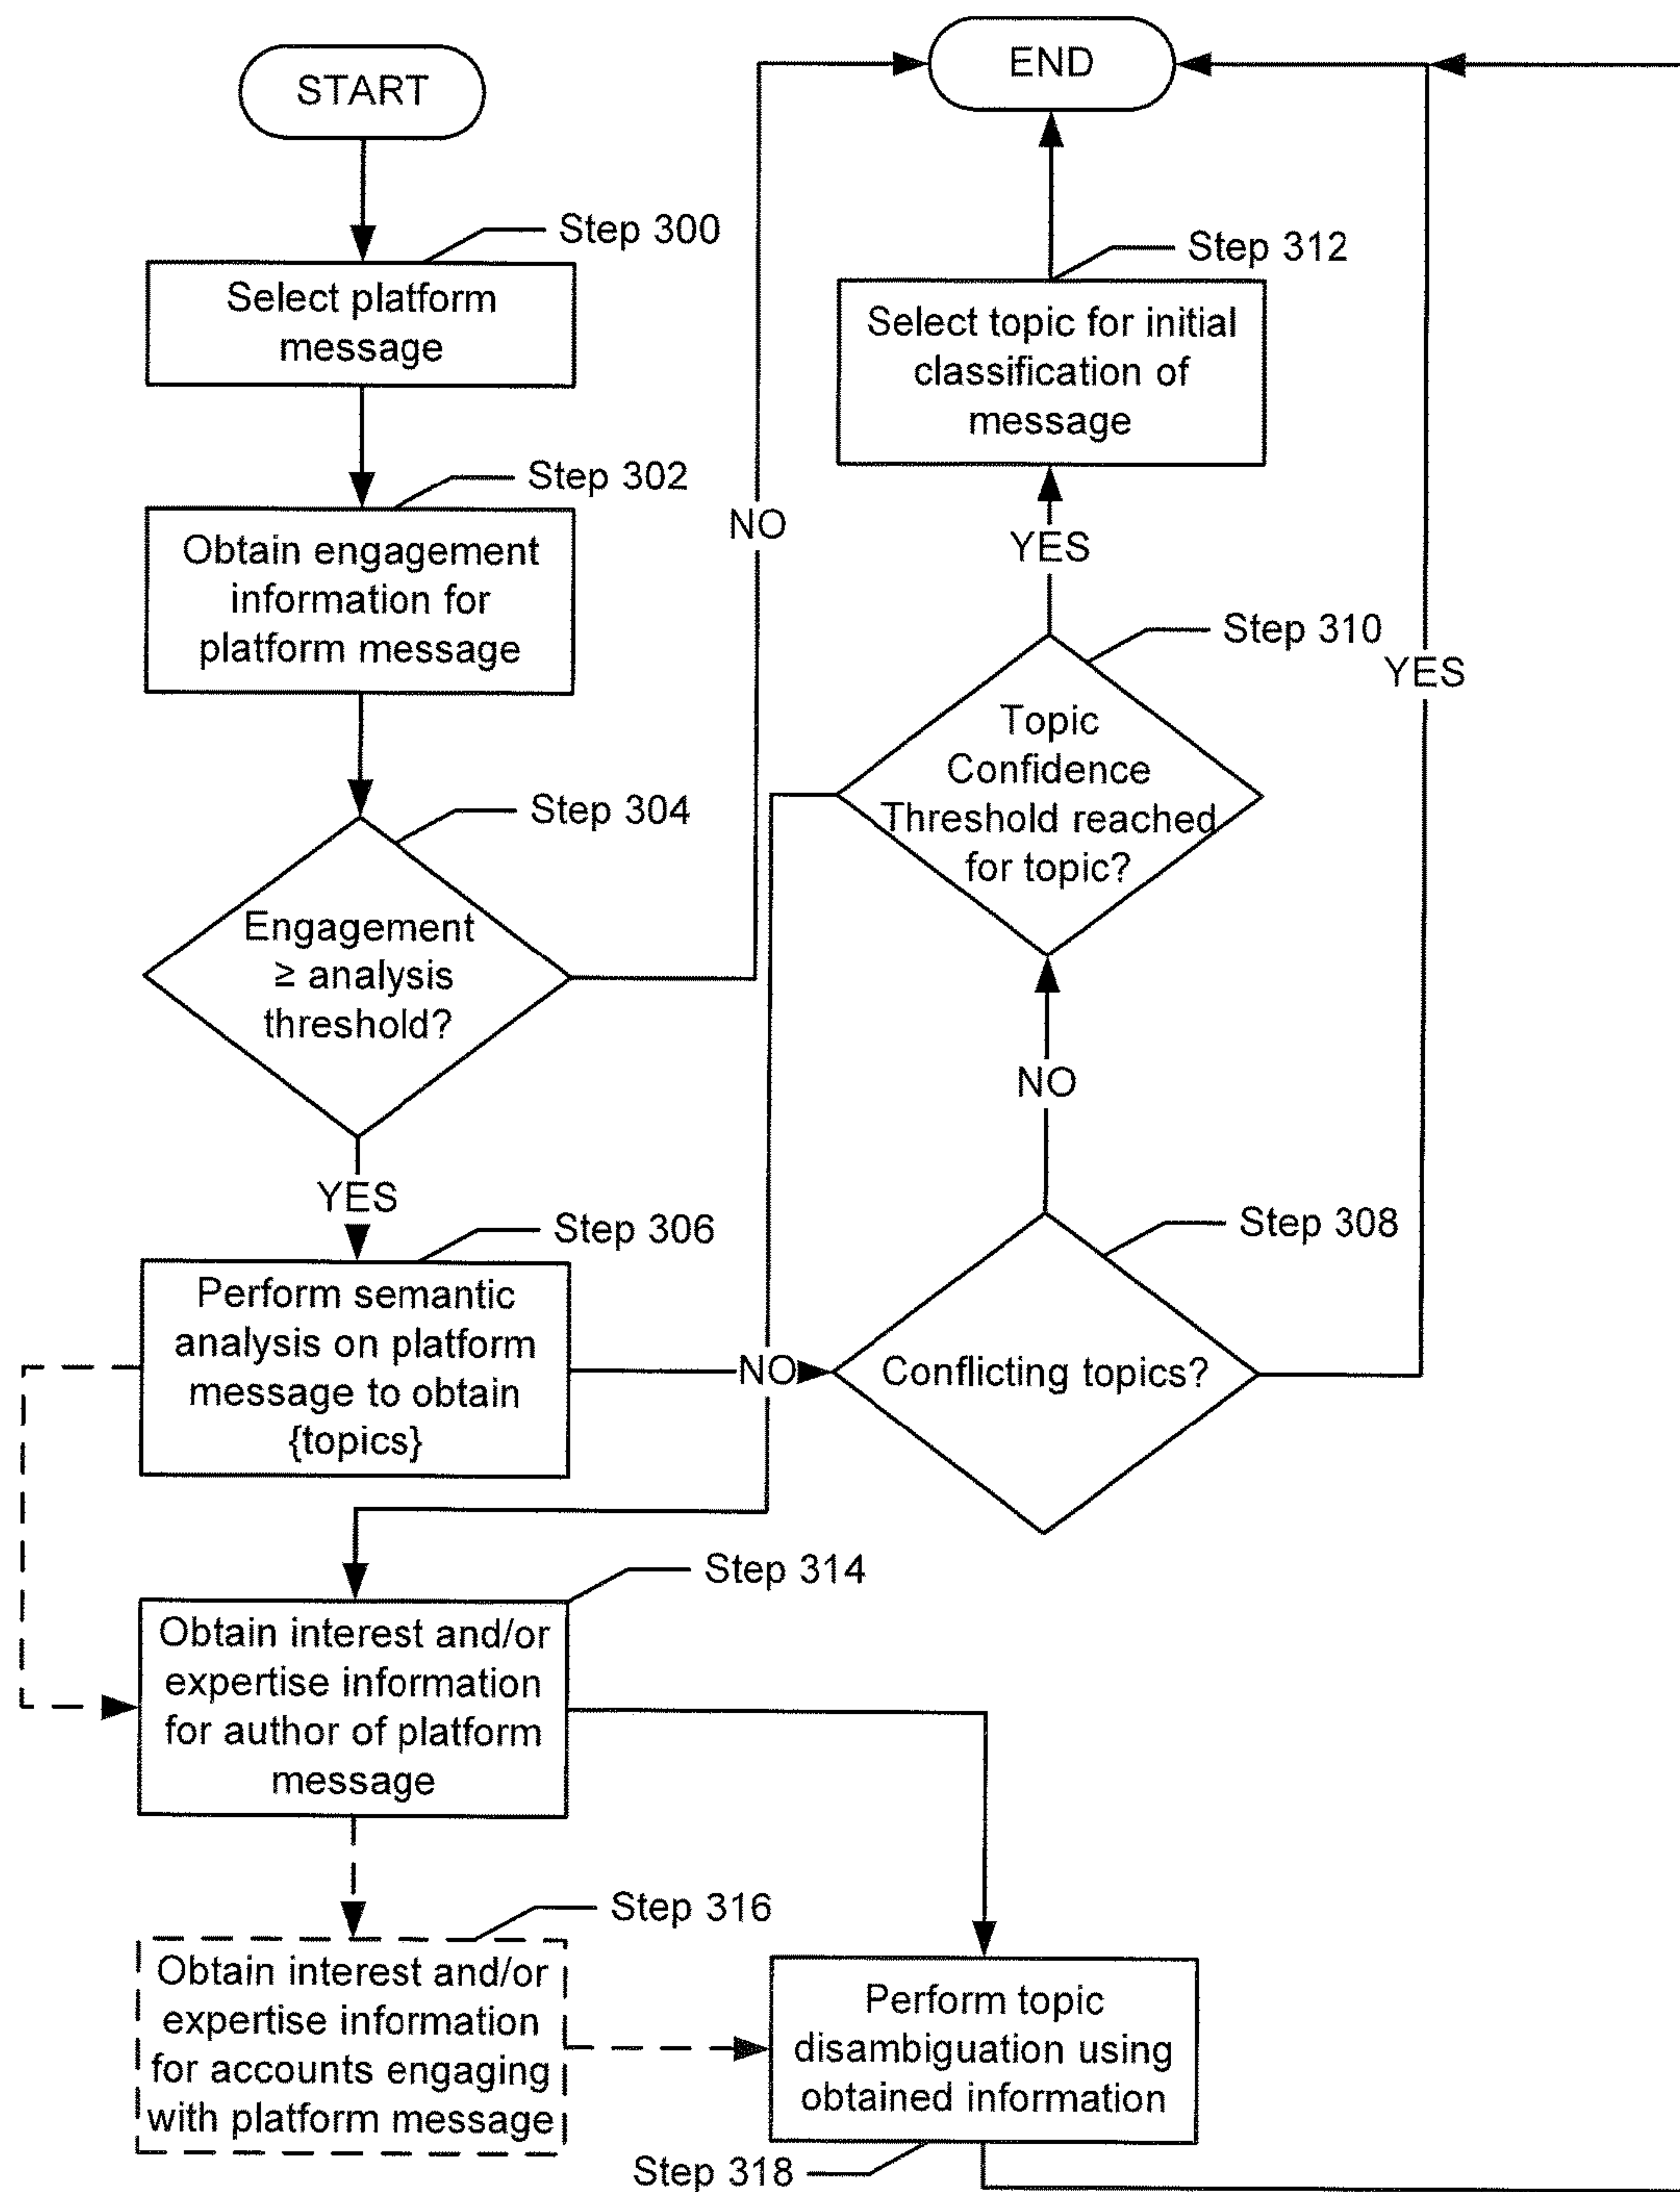 START
END
Step 300
Select platform
message
Step 302
Obtain engagement
information for
platform message
Step 304
Engagement
≥ analysis
threshold?
NO
YES
Step 306
Perform semantic
analysis on platform
message to obtain
{topics}
Step 312
Select topic for initial
classification of
message
YES
Step 310
Topic
Confidence
Threshold reached
for topic?
YES
NO
Step 308
Conflicting topics?
NO
Step 314
Obtain interest and/or
expertise information
for author of platform
message
Step 316
Obtain interest and/or
expertise information
for accounts engaging
with platform message
Perform topic
disambiguation using
obtained information
Step 318